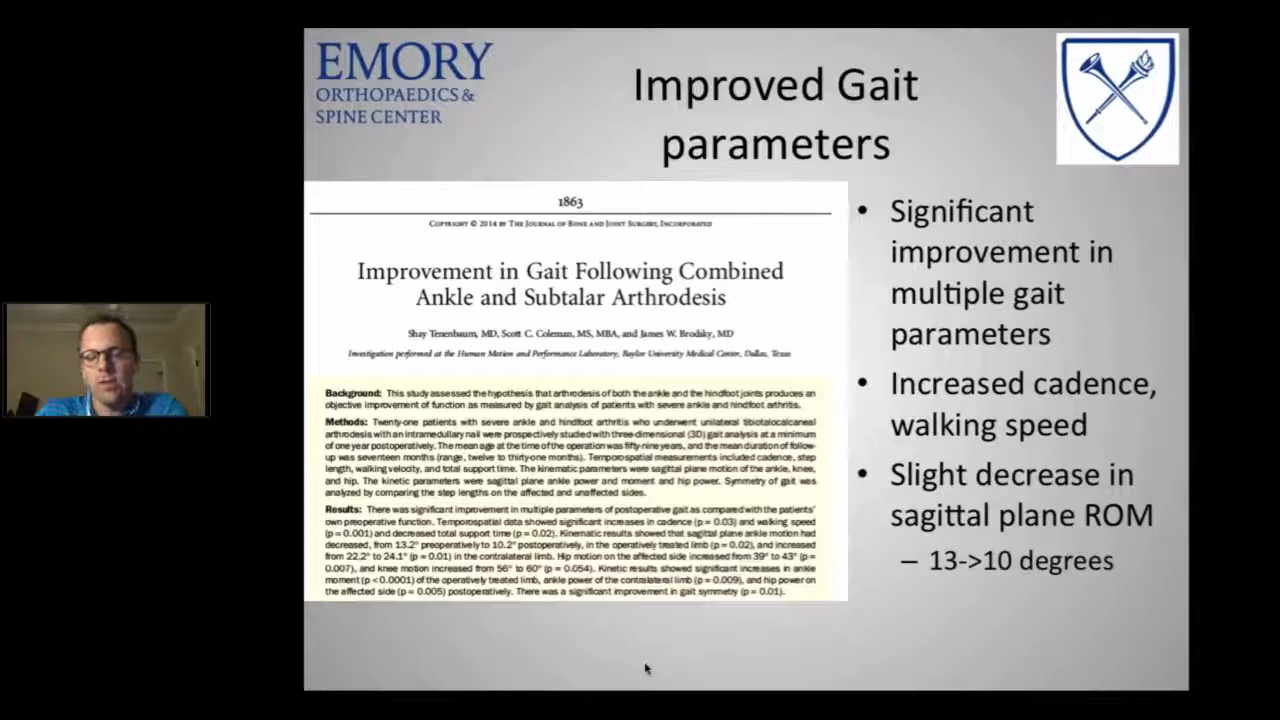 EMORY
ORTHOPAEDICS &
SPINE CENTER
Improved Gait
parameters
1863
COPYRIGHT © 2014 BY THE JOURNAL OF BONE AND JOINT SURGERY, INCORPORATED
Improvement in Gait Following Combined
Ankle and Subtalar Arthrodesis
Shay Tenenbaum, MD, Scott C. Coleman, MS, MBA, and James W. Brodsky, MD
Investigation performed at the Human Motion and Performance Laboratory, Baylor University Medical Center, Dallas, Texas
Background: This study assessed the hypothesis that arthrodesis of both the ankle and the hindfoot joints produces an
objective improvement of function as measured by gait analysis of patients with severe ankle and hindfoot arthritis.
Methods: Twenty-one patients with severe ankle and hindfoot arthritis who underwent unilateral tibiotalocalcaneal
arthrodesis with an intramedullary nail were prospectively studied with three-dimensional (3D) gait analysis at a minimum
of one year postoperatively. The mean age at the time of the operation was fifty-nine years, and the mean duration of follow-
up was seventeen months (range, twelve to thirty-one months). Temporospatial measurements included cadence, step
length, walking velocity, and total support time. The kinematic parameters were sagittal plane motion of the ankle, knee,
and hip. The kinetic parameters were sagittal plane ankle power and moment and hip power. Symmetry of gait was
analyzed by comparing the step lengths on the affected and unaffected sides.
Results: There was significant improvement in multiple parameters of postoperative gait as compared with the patients'
own preoperative function. Temporospatial data showed significant increases in cadence (p = 0.03) and walking speed
(p = 0.001) and decreased total support time (p = 0.02). Kinematic results showed that sagittal plane ankle motion had
decreased, from 13.2° preoperatively to 10.2° postoperatively, in the operatively treated limb (p = 0.02), and increased
from 22.2° to 24.1° (p = 0.01) in the contralateral limb. Hip motion on the affected side increased from 39° to 43° (p =
0.007), and knee motion increased from 56° to 60° (p = 0.054). Kinetic results showed significant increases in ankle
moment (p < 0.0001) of the operatively treated limb, ankle power of the contralateral limb (p = 0.009), and hip power on
the affected side (p = 0.005) postoperatively. There was a significant improvement in gait symmetry (p = 0.01).
• Significant
improvement in
multiple gait
parameters
• Increased cadence,
walking speed
• Slight decrease in
sagittal plane ROM
– 13->10 degrees